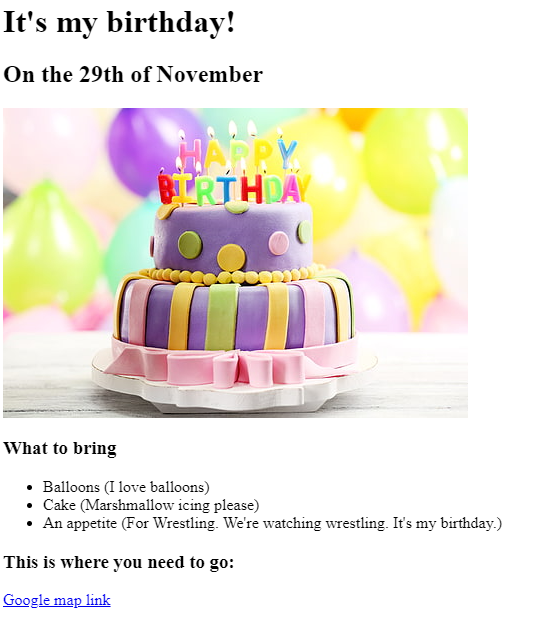 It's my birthday!
On the 29th of November
HAPPY
BIRTHDAY
What to bring
Balloons (I love balloons)
Cake (Marshmallow icing please)
An appetite (For Wrestling. We're watching wrestling. It's my birthday.)
This is where you need to go:
Google map link